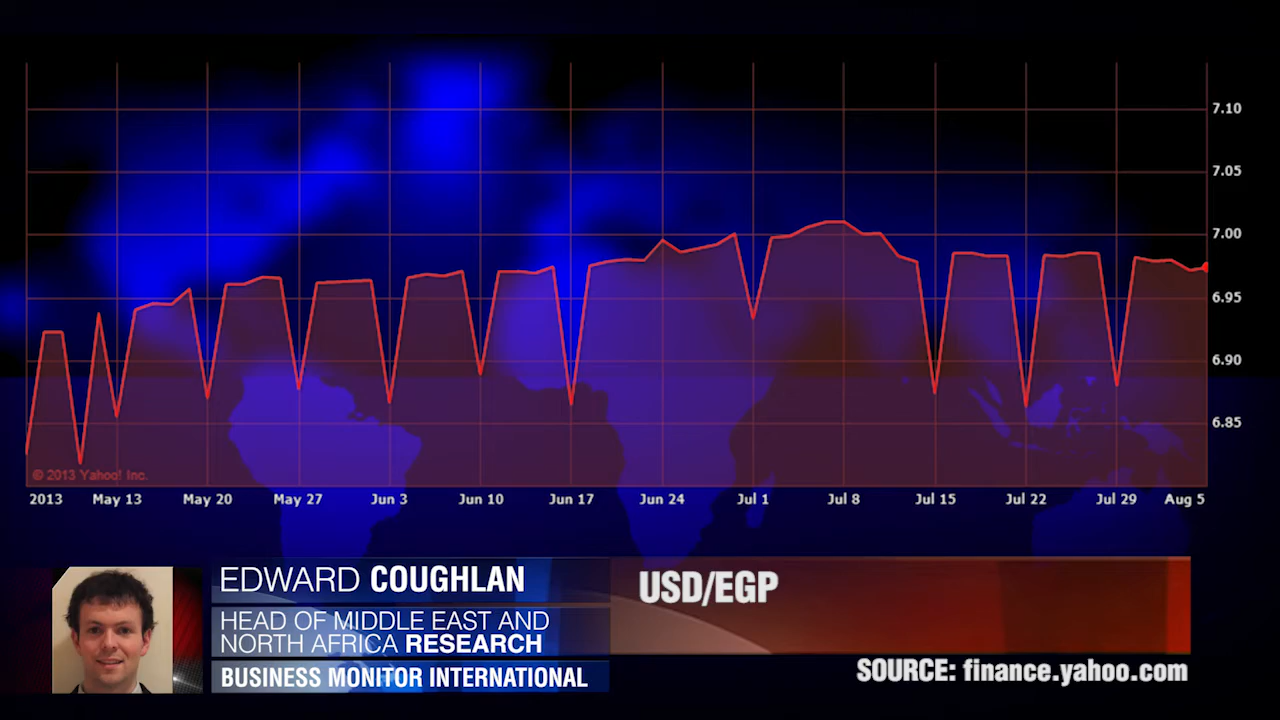 7.10
7.05
7.00
6.95
6.90
6.85
© 2013 Yahoo! Inc.
2013 May 13 May 20 May 27 Jun 3 Jun 10 Jun 17 Jun 24 Jul 1 Jul 8 Jul 15 Jul 22 Jul 29 Aug 5
EDWARD COUGHLAN
HEAD OF MIDDLE EAST AND
NORTH AFRICA RESEARCH
BUSINESS MONITOR INTERNATIONAL
USD/EGP
SOURCE: finance.yahoo.com